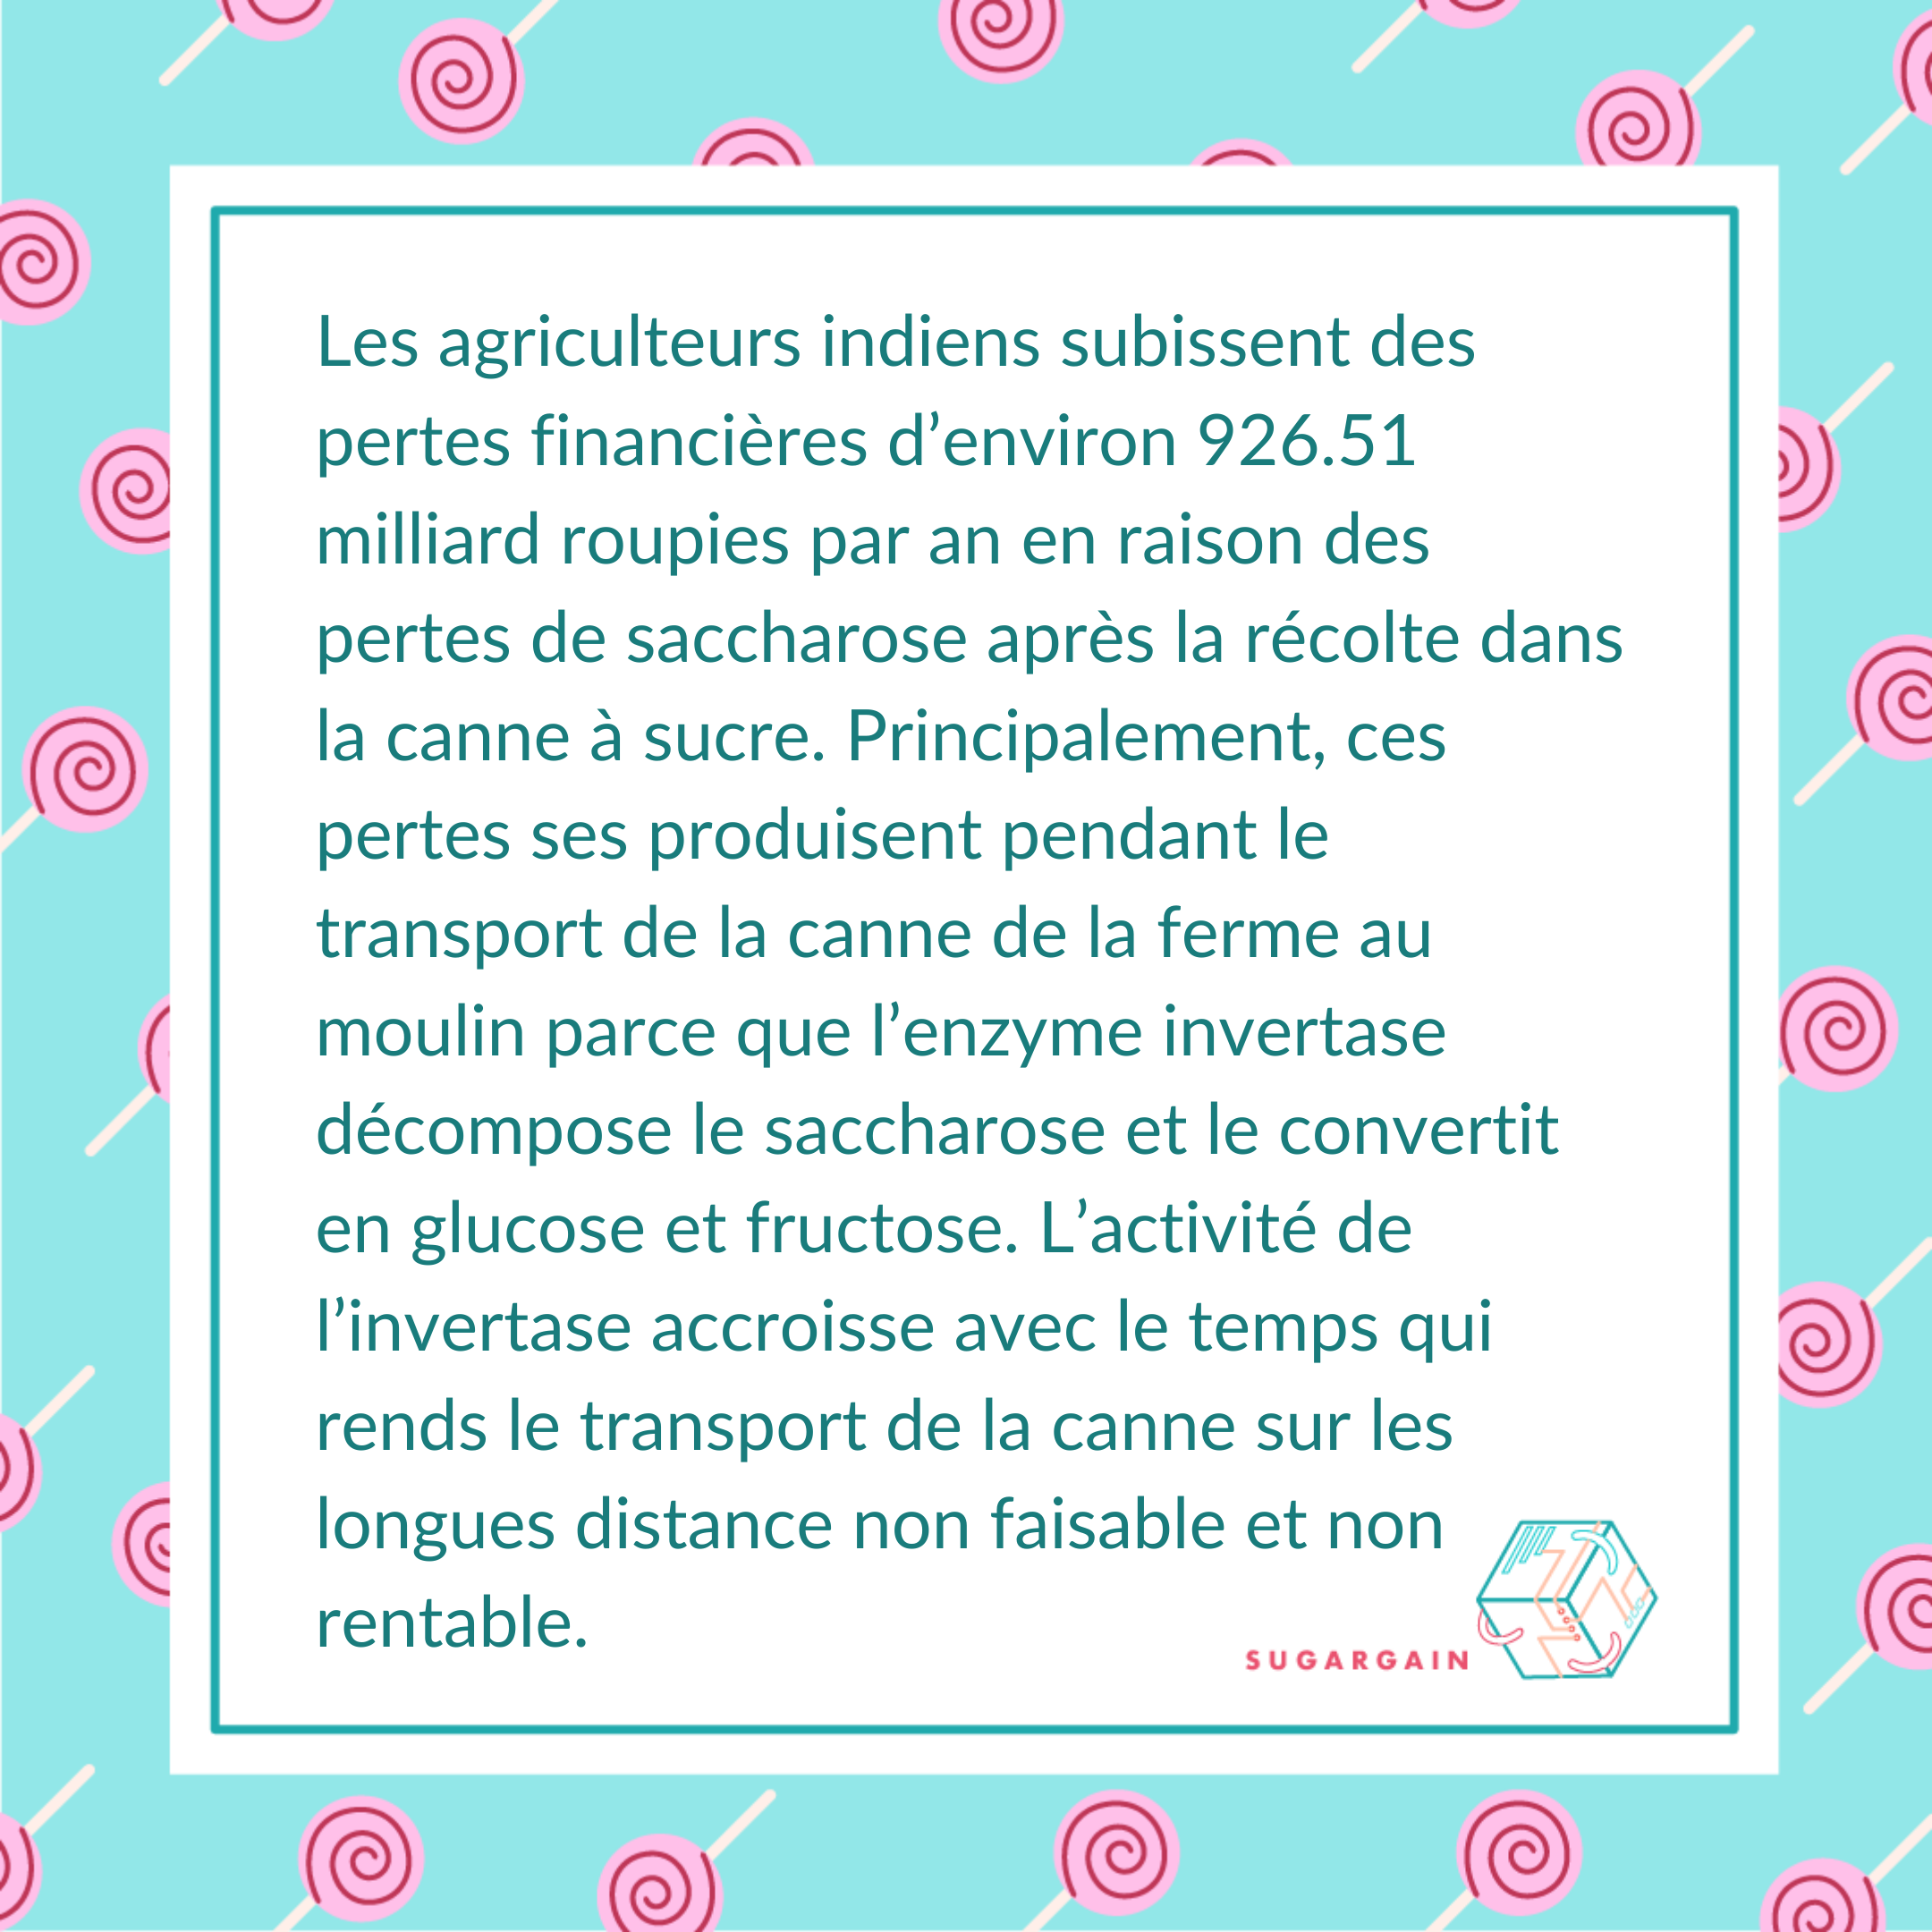 Les agriculteurs indiens subissent des
pertes financières d’environ 926.51
milliard roupies par an en raison des
pertes de saccharose après la récolte dans
la canne à sucre. Principalement, ces
pertes ses produisent pendant le
transport de la canne de la ferme au
moulin parce que l’enzyme invertase
décompose le saccharose et le convertit
en glucose et fructose. L’activité de
l’invertase accroisse avec le temps qui
rends le transport de la canne sur les
longues distance non faisable et non
rentable.
SUGARGAIN